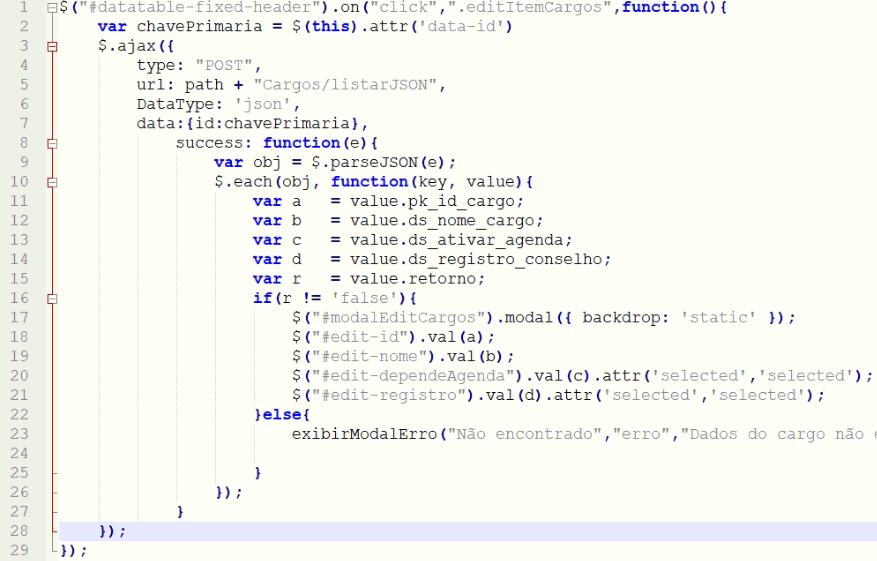 1 $("#datatable-fixed-header").on("click",".editItemCargos",function(){
2 var chavePrimaria = $(this).attr('data-id')
3 $.ajax({
4 type: "POST",
5 url: path + "Cargos/listarJSON",
6 DataType: 'json',
7 data:{id:chavePrimaria},
8 success: function(e){
9 var obj = $.parseJSON(e);
10 $.each(obj, function(key, value){
11 var a = value.pk_id_cargo;
12 var b = value.ds_nome_cargo;
13 var c = value.ds_ativar_agenda;
14 var d = value.ds_registro_conselho;
15 var r = value.retorno;
16 if(r != 'false'){
17 $("#modalEditCargos").modal({ backdrop: 'static' });
18 $("#edit-id").val(a);
19 $("#edit-nome").val(b);
20 $("#edit-dependeAgenda").val(c).attr('selected','selected');
21 $("#edit-registro").val(d).attr('selected','selected');
22 }else{
23 exibirModalErro("Não encontrado","erro","Dados do cargo não
24
25 }
26 });
27 }
28 });
29 });